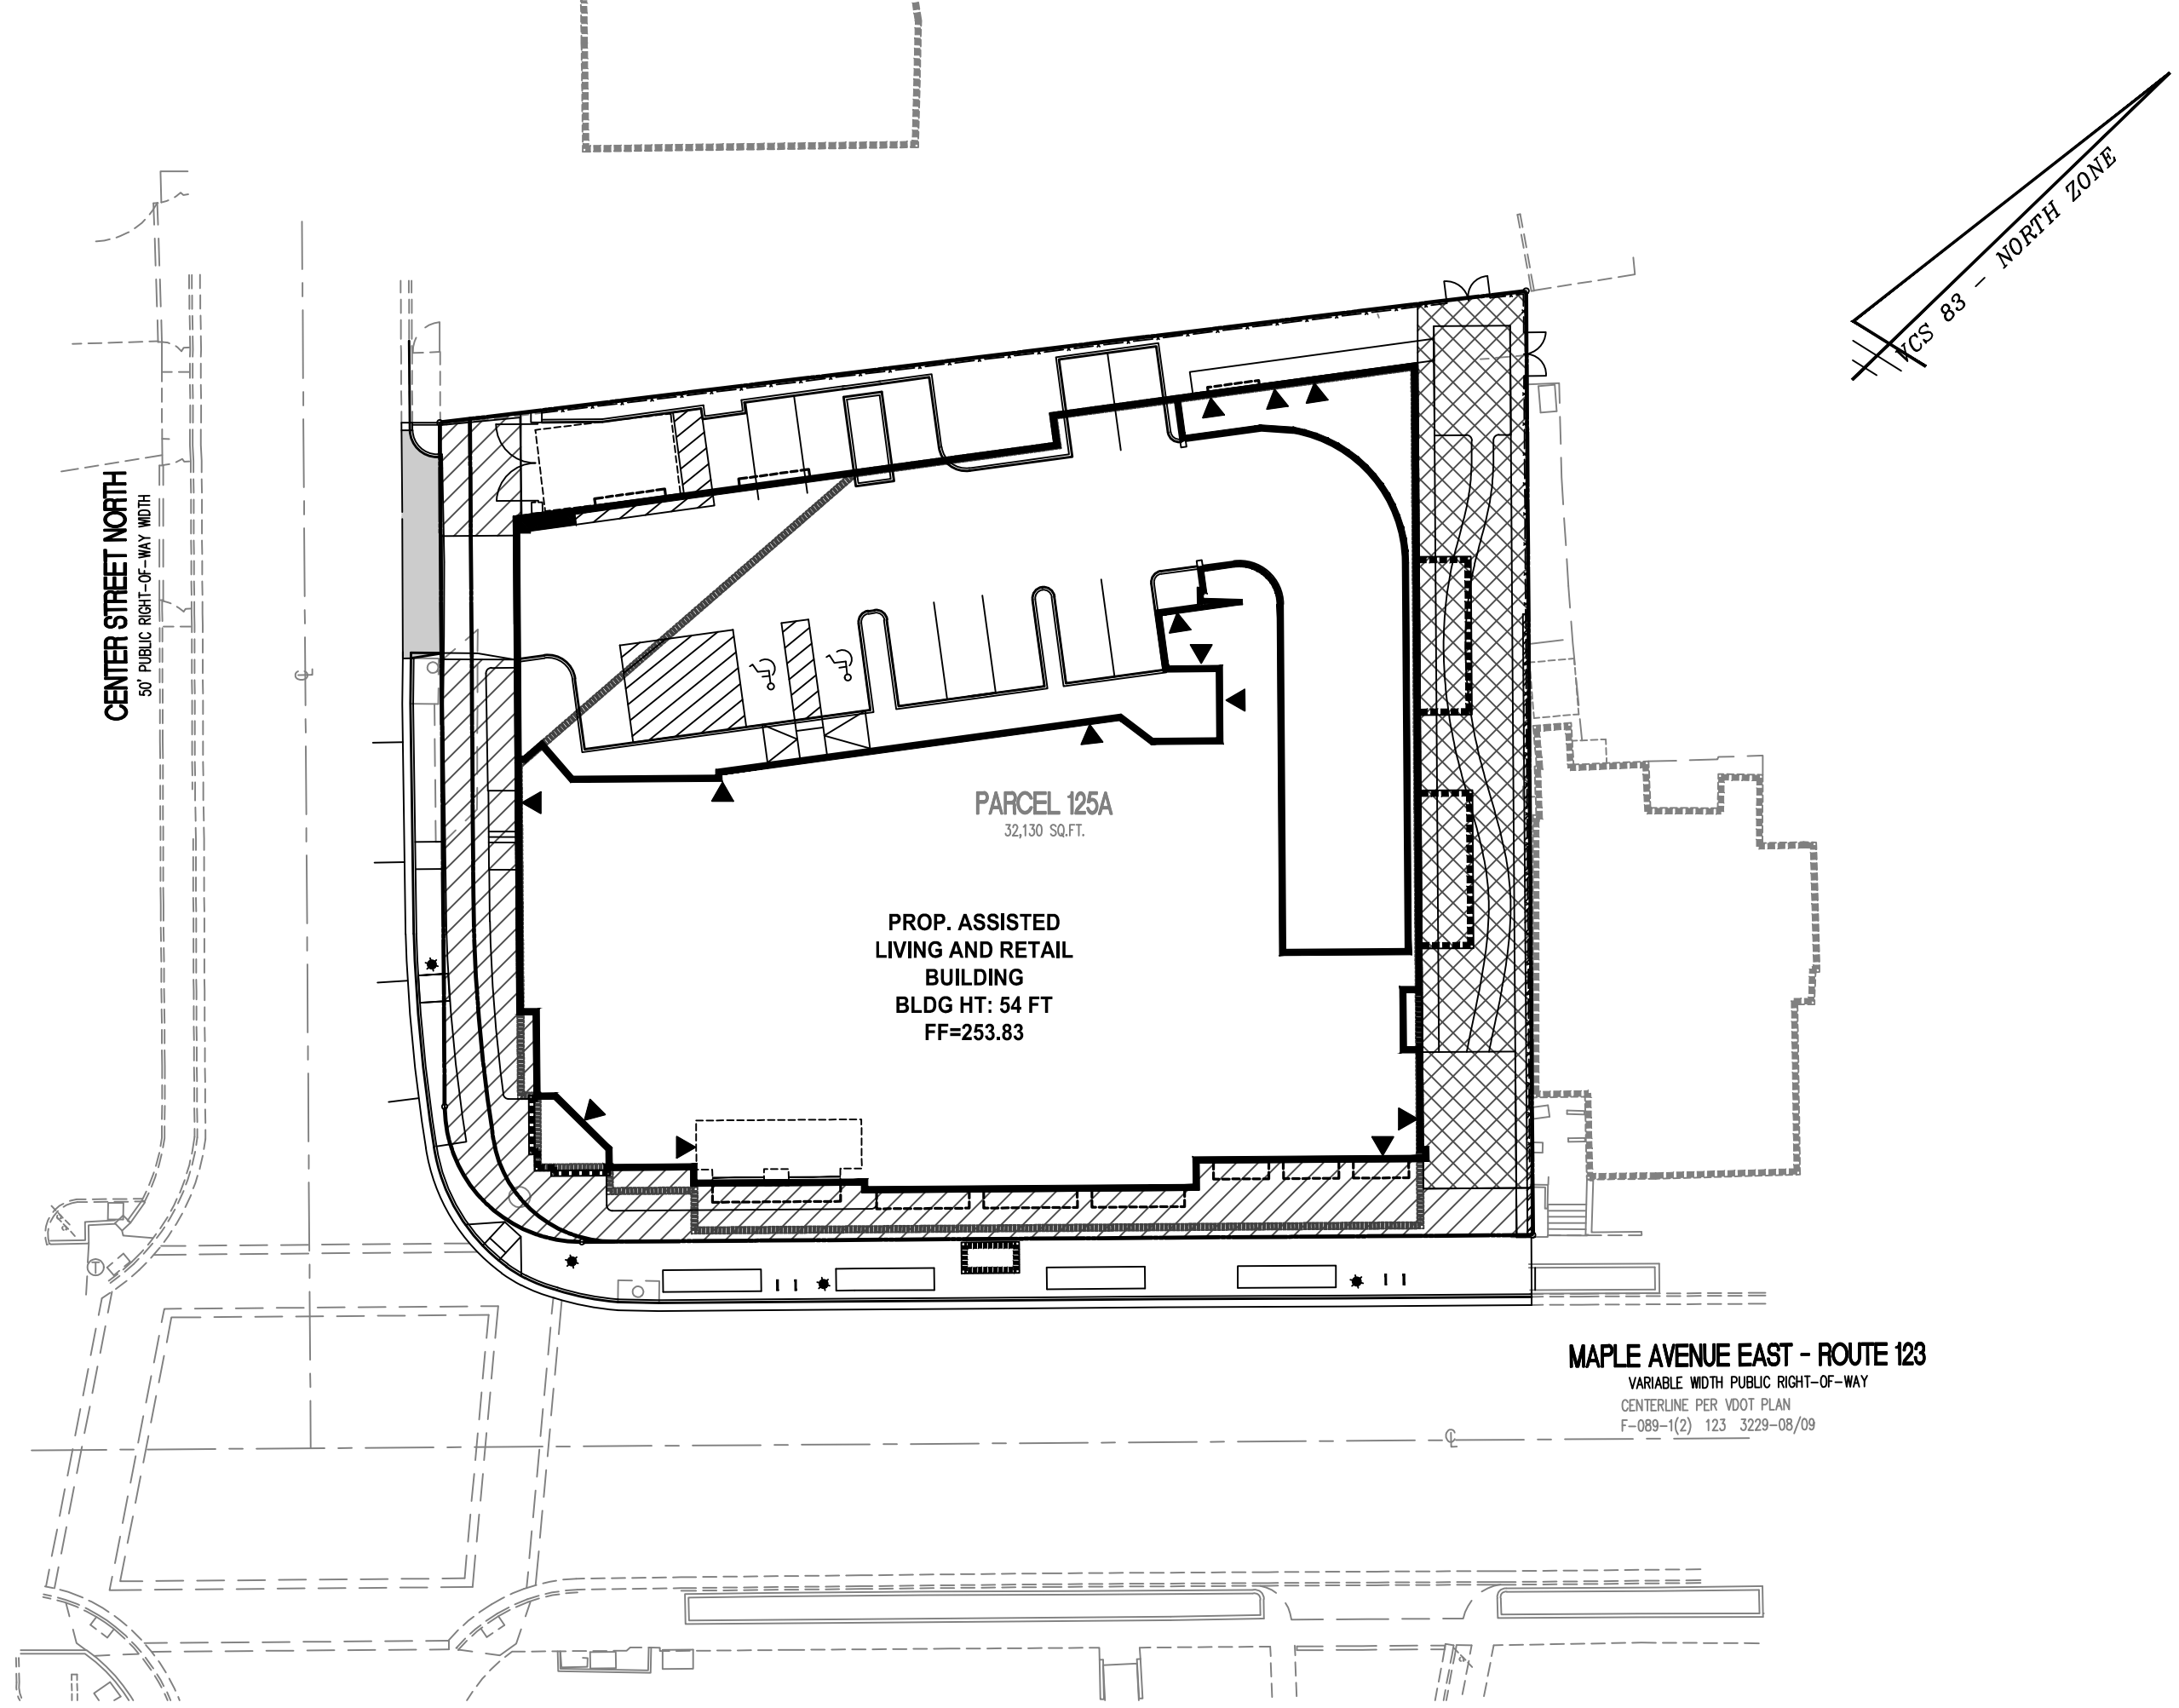 VCS 83 - NORTH ZONE
CENTER STREET NORTH
50' PUBLIC RIGHT-OF-WAY WIDTH
PARCEL 125A
32,130 SQ.FT.
PROP. ASSISTED
LIVING AND RETAIL
BUILDING
BLDG HT: 54 FT
FF=253.83
MAPLE AVENUE EAST - ROUTE 123
VARIABLE WIDTH PUBLIC RIGHT-OF-WAY
CENTERLINE PER VDOT PLAN
F-089-1(2) 123 3229-08/09
T